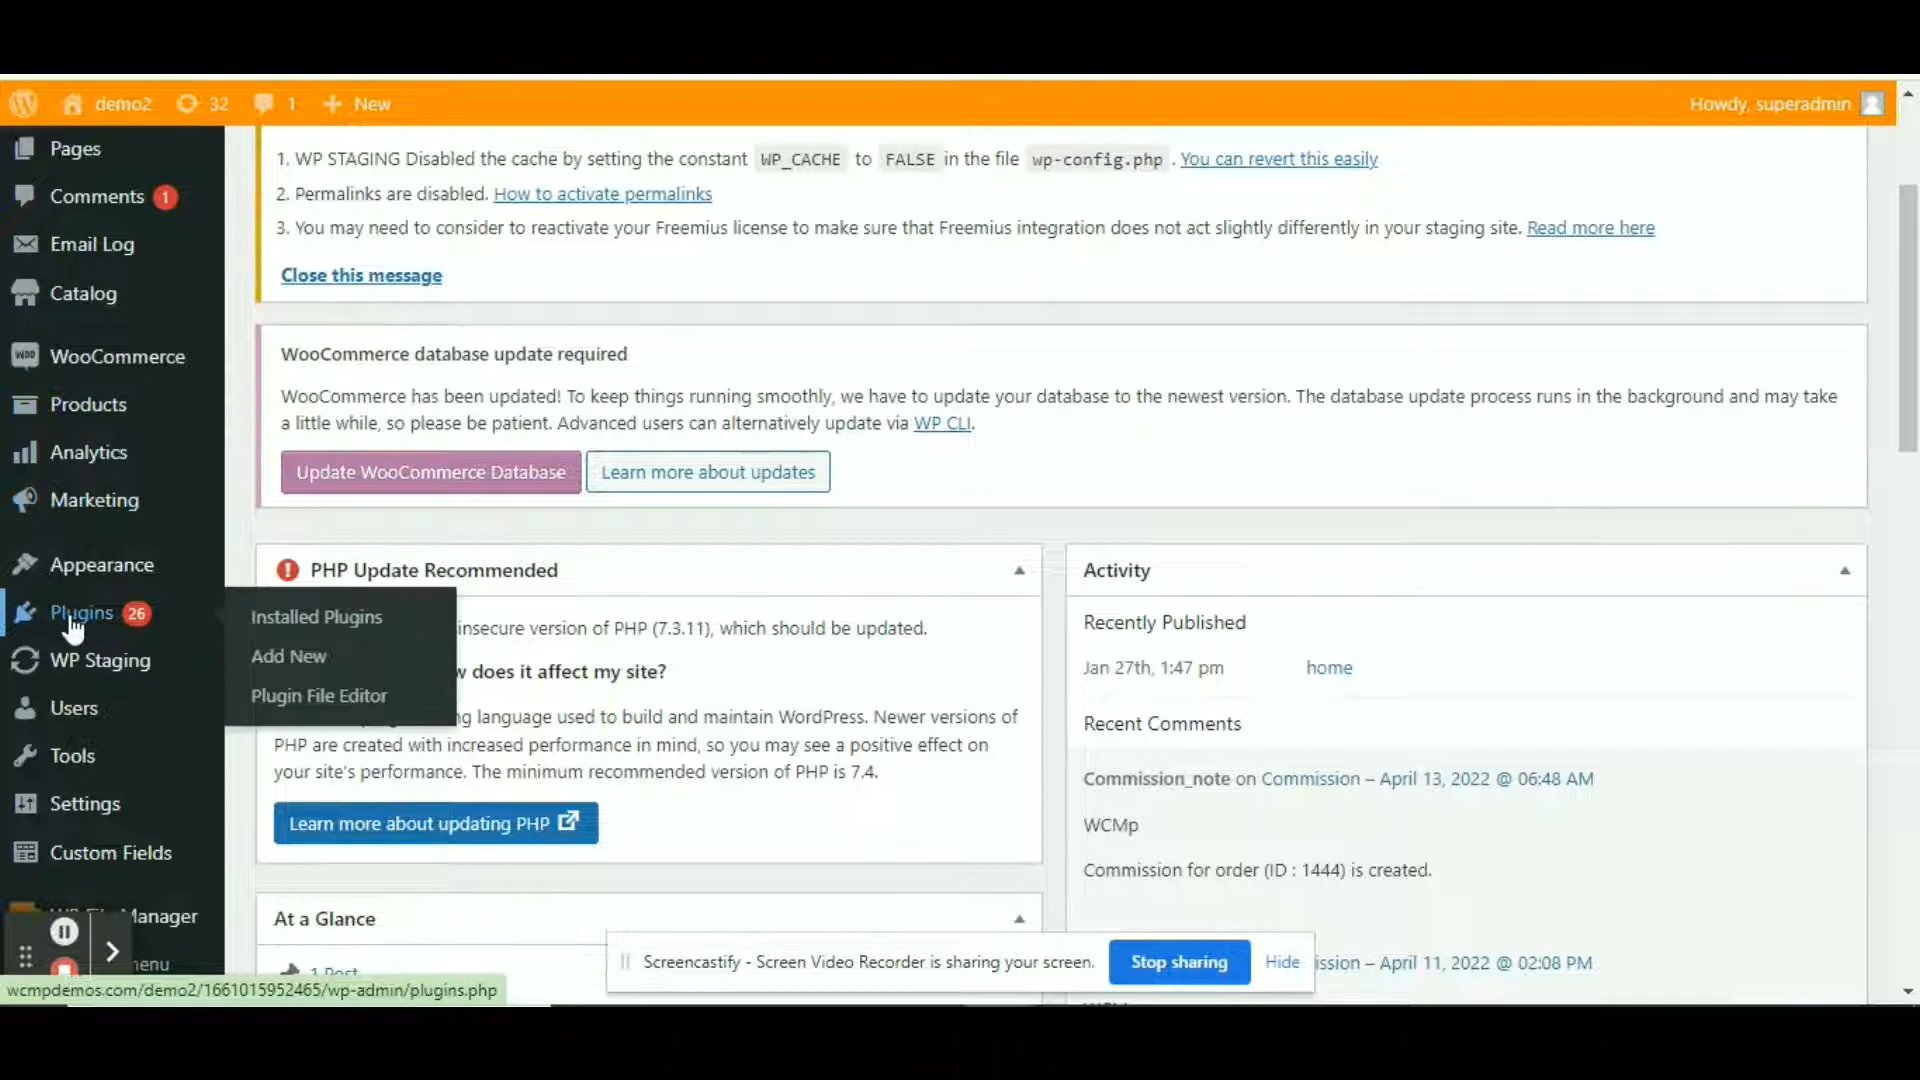 demo2 32 1 New Howdy, superadmin
Pages
Comments 1
Email Log
Catalog
WooCommerce
Products
Analytics
Marketing
Appearance
Plugins 26
WP Staging
Users
Tools
Settings
Custom Fields
Manager
enu
Installed Plugins
Add New
Plugin File Editor
1. WP STAGING Disabled the cache by setting the constant WP_CACHE to FALSE in the file wp-config.php . You can revert this easily
2. Permalinks are disabled. How to activate permalinks
3. You may need to consider to reactivate your Freemius license to make sure that Freemius integration does not act slightly differently in your staging site. Read more here
Close this message
WooCommerce database update required
WooCommerce has been updated! To keep things running smoothly, we have to update your database to the newest version. The database update process runs in the background and may take
a little while, so please be patient. Advanced users can alternatively update via WP CLI.
Update WooCommerce Database Learn more about updates
PHP Update Recommended
insecure version of PHP (7.3.11), which should be updated.
w does it affect my site?
ng language used to build and maintain WordPress. Newer versions of
PHP are created with increased performance in mind, so you may see a positive effect on
your site's performance. The minimum recommended version of PHP is 7.4.
Learn more about updating PHP
At a Glance
1 Post
Activity
Recently Published
Jan 27th, 1:47 pm home
Recent Comments
Commission_note on Commission – April 13, 2022 @ 06:48 AM
WCMp
Commission for order (ID : 1444) is created.
ission – April 11, 2022 @ 02:08 PM
Screencastify - Screen Video Recorder is sharing your screen. Stop sharing Hide
wcmpdemos.com/demo2/1661015952465/wp-admin/plugins.php